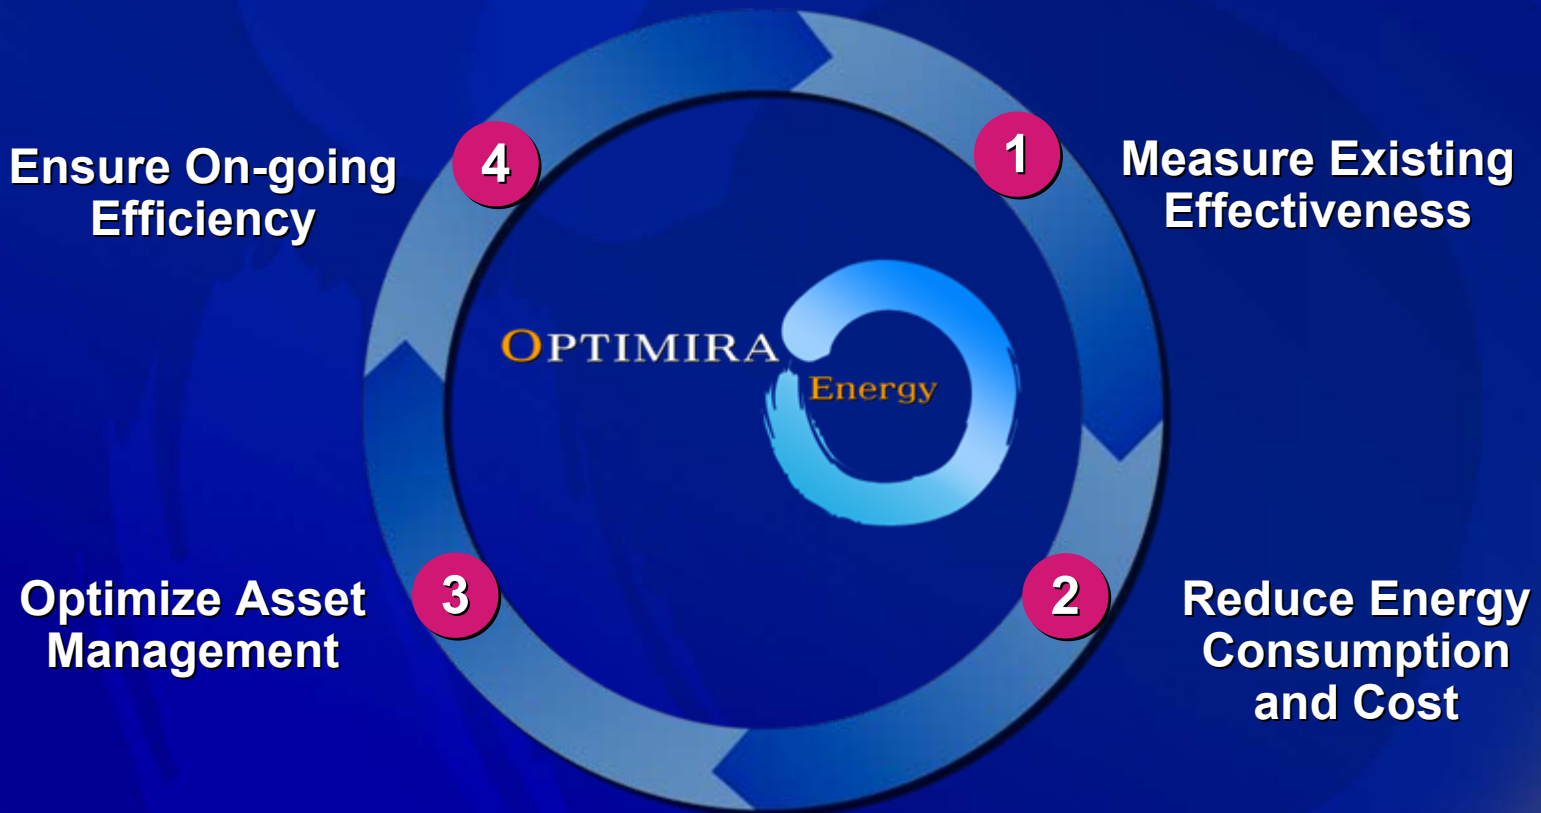 4
Ensure On-going
Efficiency
1
Measure Existing
Effectiveness
OPTIMIRA
Energy
3
Optimize Asset
Management
2
Reduce Energy
Consumption
and Cost